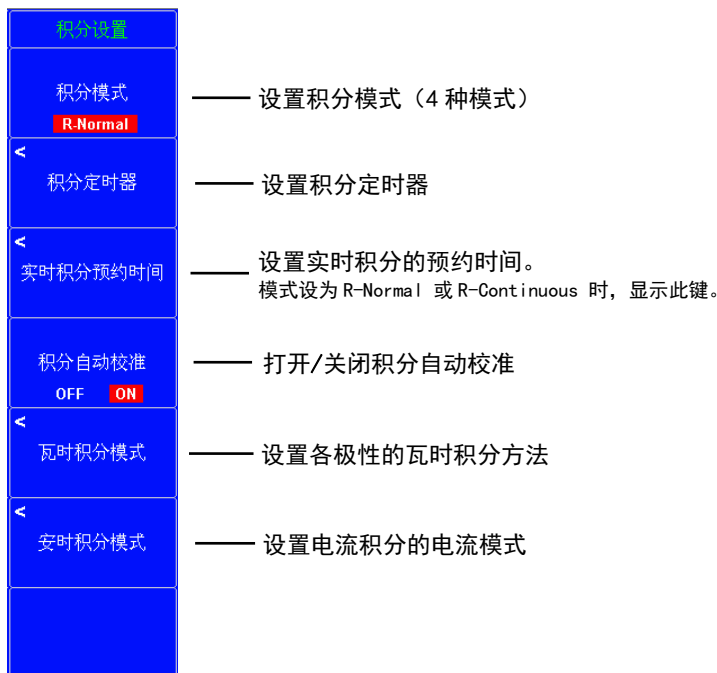 积分设置
积分模式
R-Normal
设置积分模式（4 种模式）
<
积分定时器
设置积分定时器
<
实时积分预约时间
设置实时积分的预约时间。
模式设为 R-Normal 或 R-Continuous 时，显示此键。
积分自动校准
OFF ON
打开/关闭积分自动校准
<
瓦时积分模式
设置各极性的瓦时积分方法
<
安时积分模式
设置电流积分的电流模式